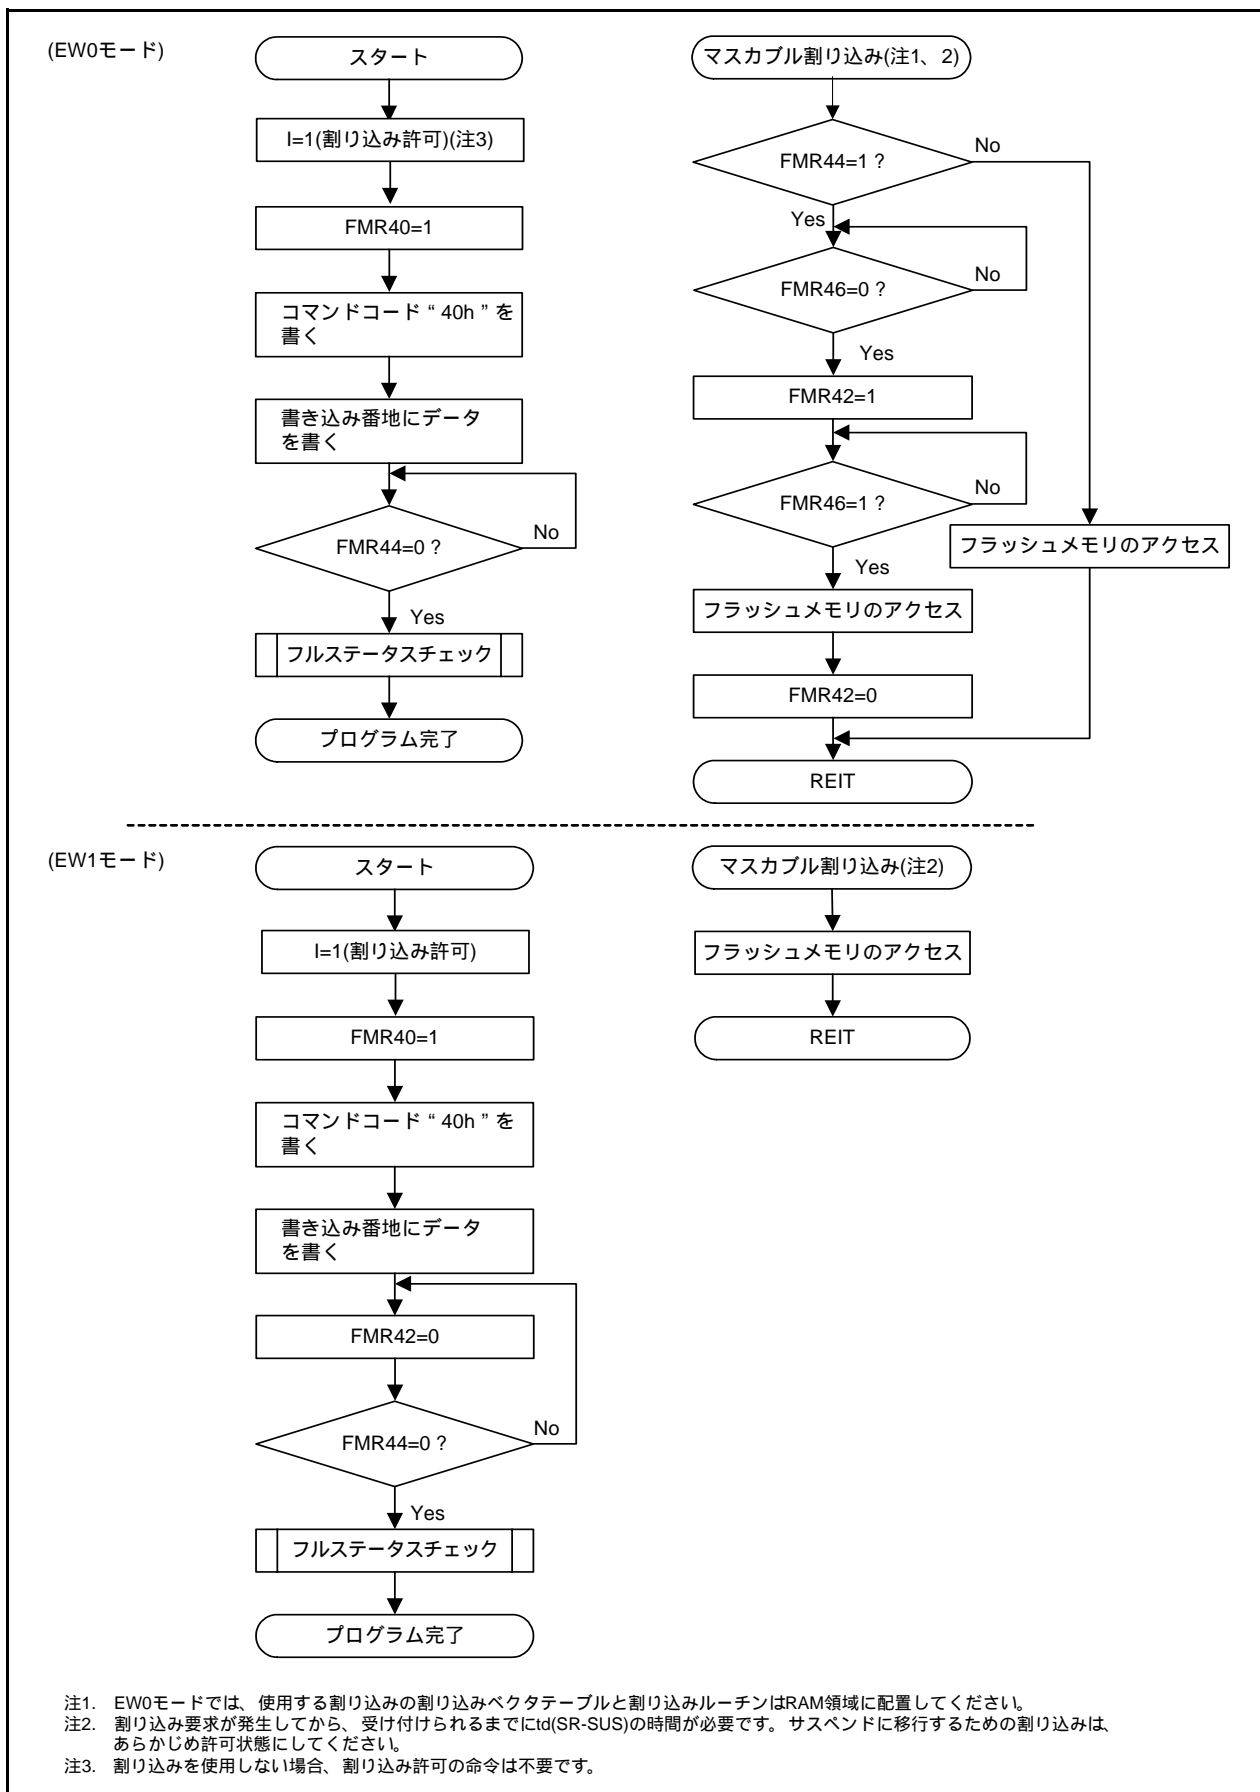 (EW0モード)
スタート
I=1(割り込み許可)(注3)
FMR40=1
コマンドコード“40h”を
書く
書き込み番地にデータ
を書く
FMR44=0 ?
No
Yes
フルステータスチェック
プログラム完了
マスカブル割り込み(注1、2)
FMR44=1 ?
No
Yes
FMR46=0 ?
No
Yes
FMR42=1
FMR46=1 ?
No
Yes
フラッシュメモリのアクセス
フラッシュメモリのアクセス
FMR42=0
REIT
(EW1モード)
スタート
I=1(割り込み許可)
FMR40=1
コマンドコード“40h”を
書く
書き込み番地にデータ
を書く
FMR42=0
FMR44=0 ?
No
Yes
フルステータスチェック
プログラム完了
マスカブル割り込み(注2)
フラッシュメモリのアクセス
REIT
注1. EW0モードでは、使用する割り込みの割り込みベクタテーブルと割り込みルーチンはRAM領域に配置してください。
注2. 割り込み要求が発生してから、受け付けられるまでにtd(SR-SUS)の時間が必要です。サスペンドに移行するための割り込みは、
あらかじめ許可状態にしてください。
注3. 割り込みを使用しない場合、割り込み許可の命令は不要です。